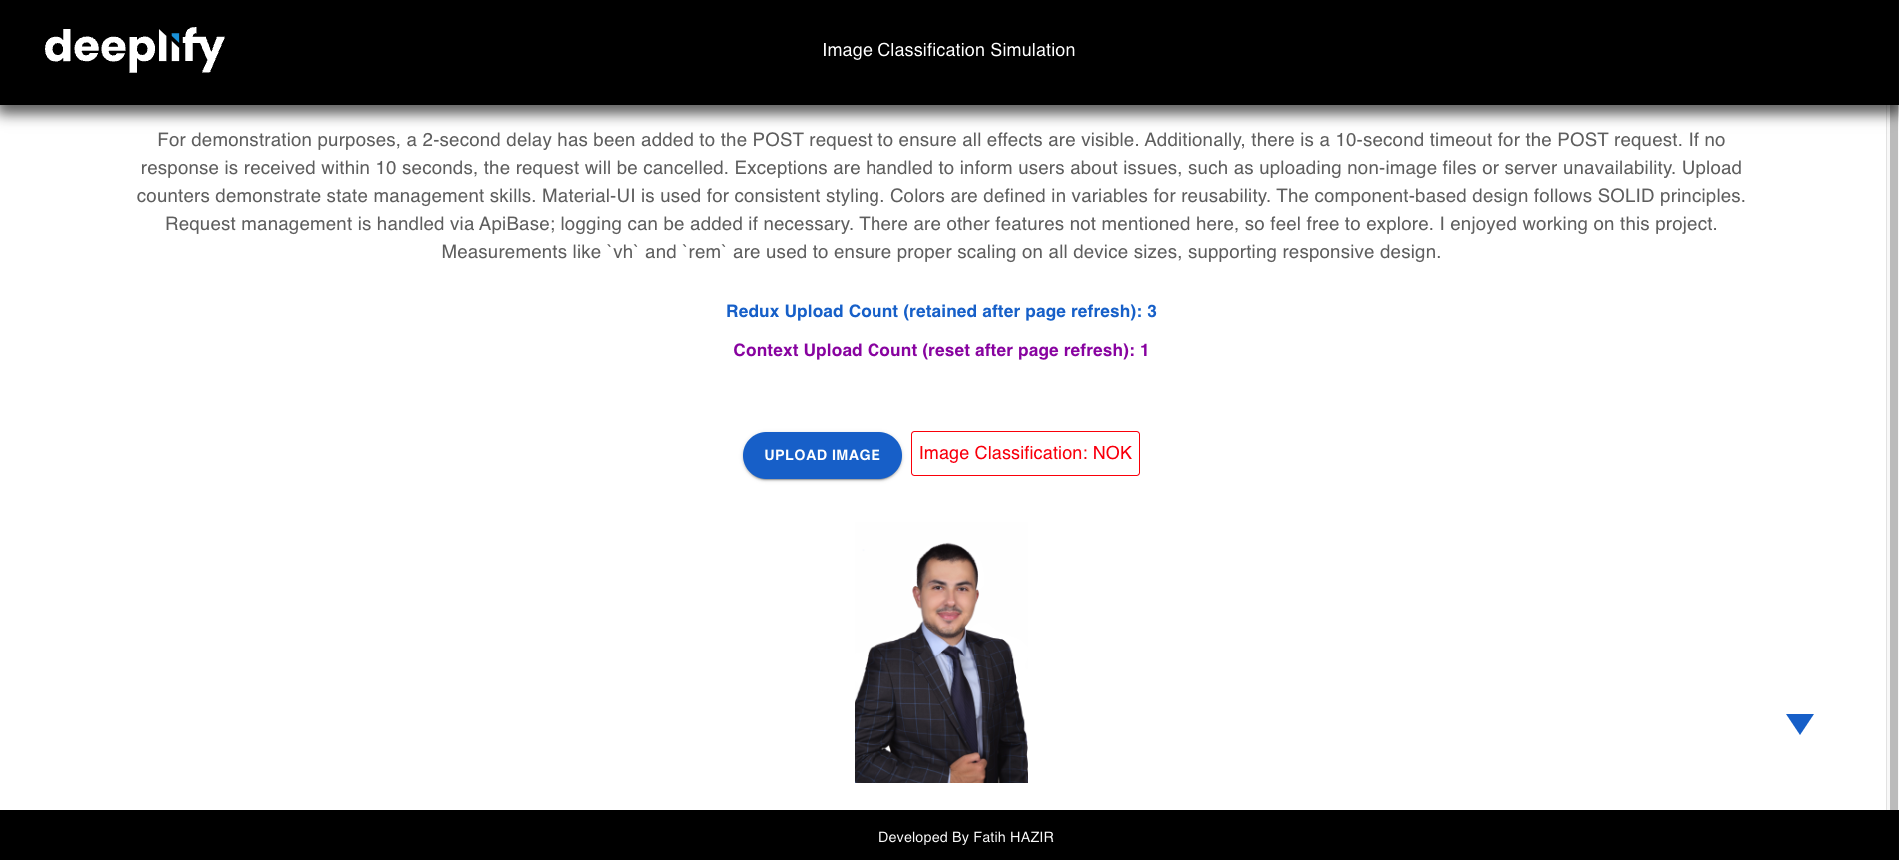 deeplify
Image Classification Simulation
For demonstration purposes, a 2-second delay has been added to the POST request to ensure all effects are visible. Additionally, there is a 10-second timeout for the POST request. If no
response is received within 10 seconds, the request will be cancelled. Exceptions are handled to inform users about issues, such as uploading non-image files or server unavailability. Upload
counters demonstrate state management skills. Material-UI is used for consistent styling. Colors are defined in variables for reusability. The component-based design follows SOLID principles.
Request management is handled via ApiBase; logging can be added if necessary. There are other features not mentioned here, so feel free to explore. I enjoyed working on this project.
Measurements like `vh` and `rem` are used to ensure proper scaling on all device sizes, supporting responsive design.
Redux Upload Count (retained after page refresh): 3
Context Upload Count (reset after page refresh): 1
UPLOAD IMAGE
Image Classification: NOK
Developed By Fatih HAZIR